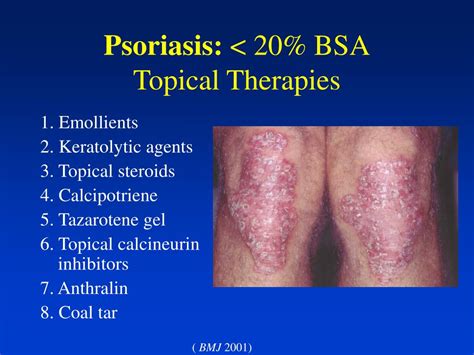 Psoriasis: < 20% BSA
Topical Therapies
1. Emollients
2. Keratolytic agents
3. Topical steroids
4. Calcipotriene
5. Tazarotene gel
6. Topical calcineurin
inhibitors
7. Anthralin
8. Coal tar
( BMJ 2001)